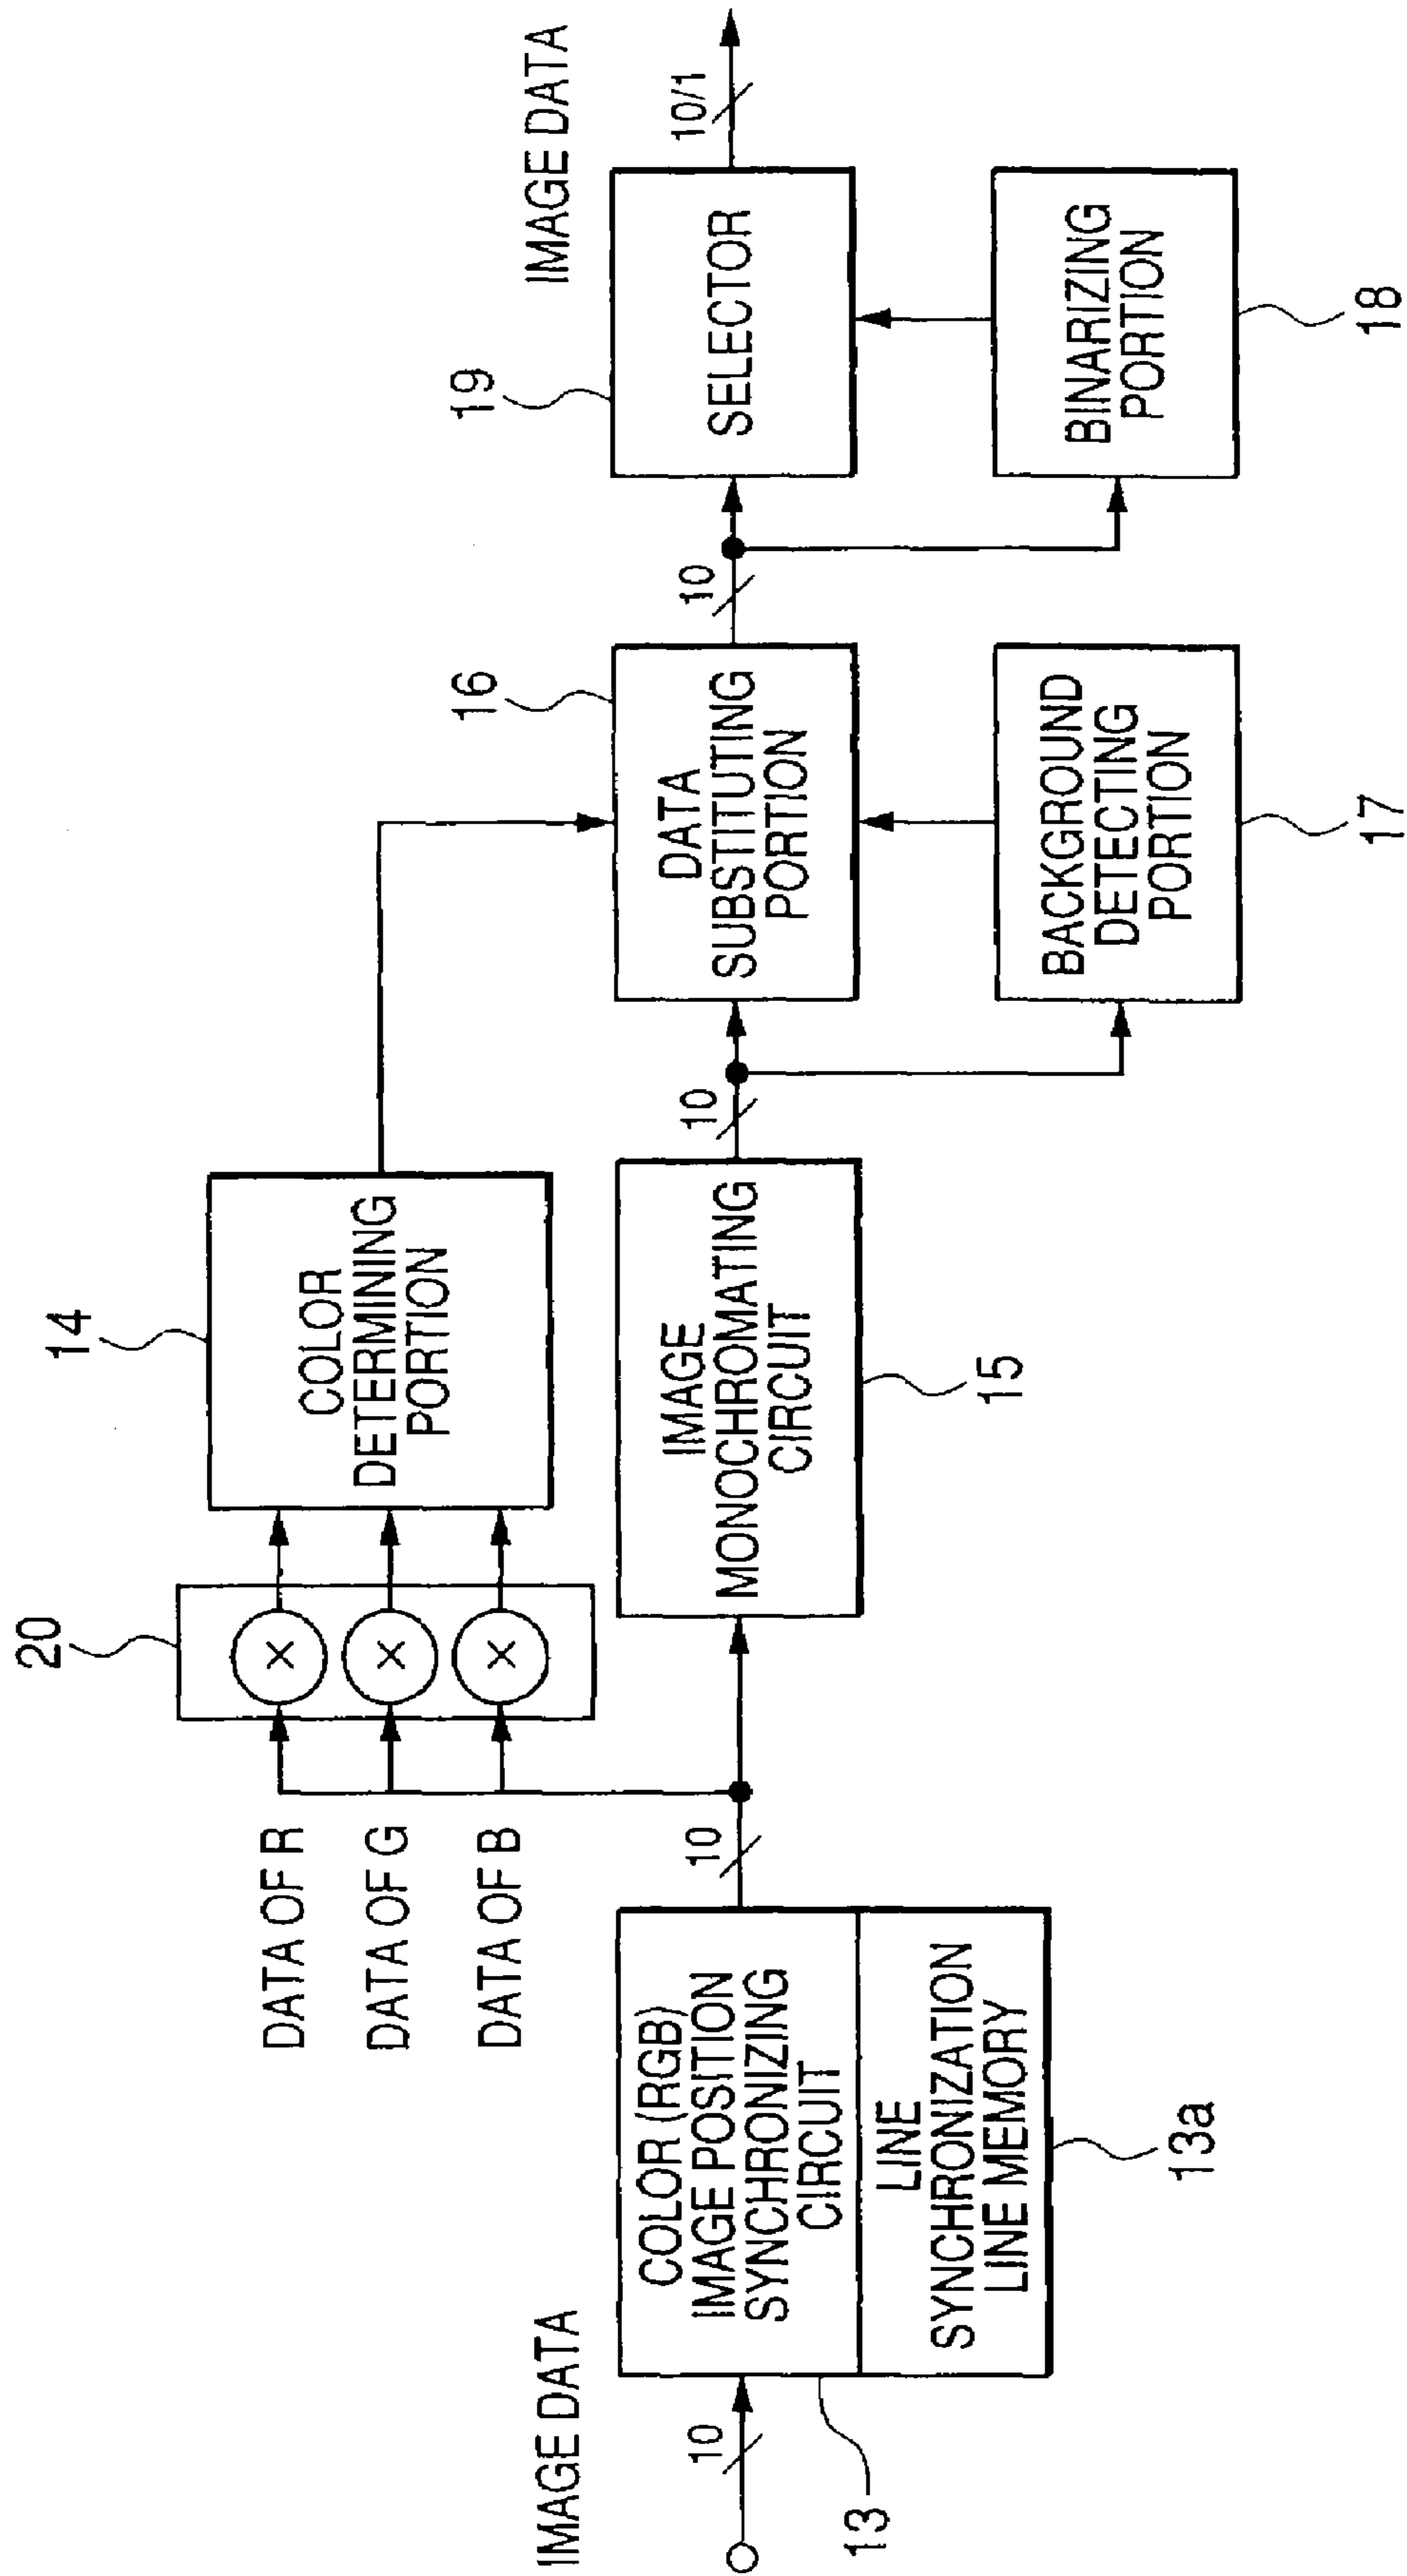 IMAGE DATA
10
13
COLOR (RGB)
IMAGE POSITION
SYNCHRONIZING
CIRCUIT
LINE
SYNCHRONIZATION
LINE MEMORY
13a
10
DATA OF R
DATA OF G
DATA OF B
20
×
×
×
14
COLOR
DETERMINING
PORTION
IMAGE
MONOCHROMATING
CIRCUIT
15
10
16
DATA
SUBSTITUTING
PORTION
BACKGROUND
DETECTING
PORTION
17
10
19
SELECTOR
BINARIZING
PORTION
18
10/1
IMAGE DATA